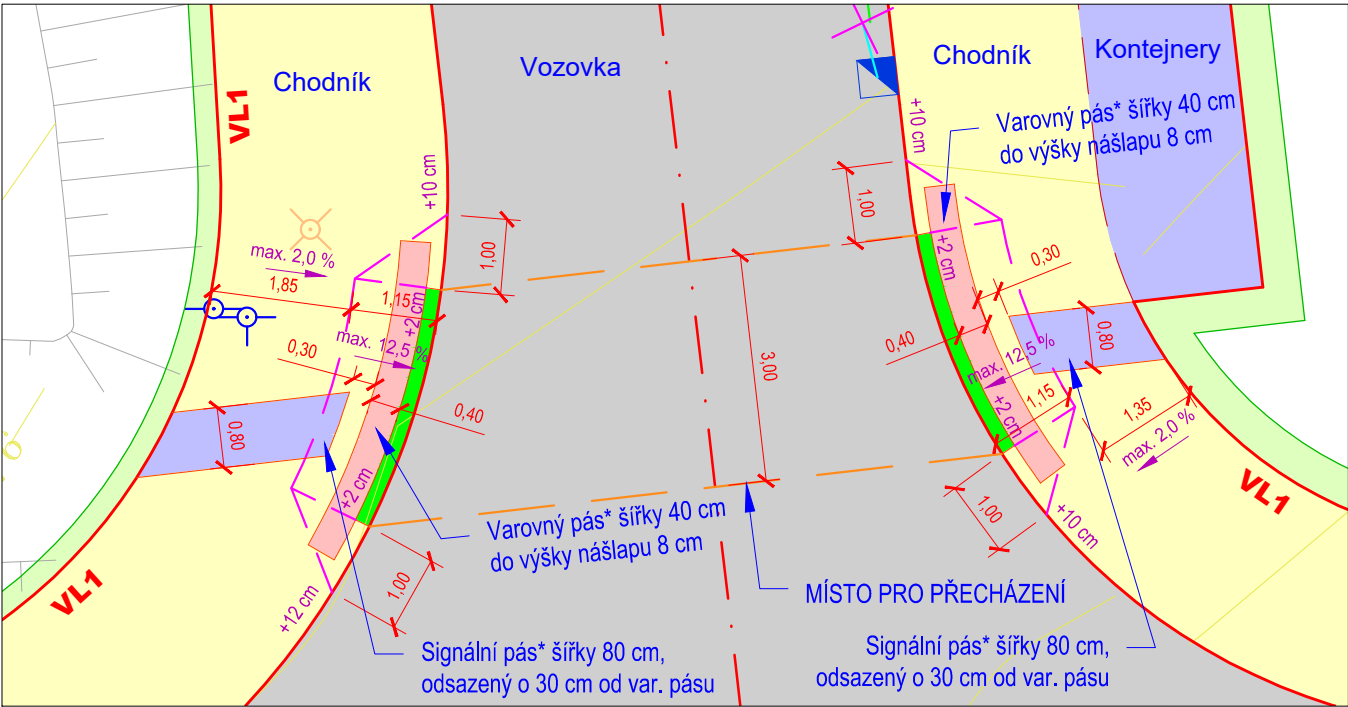 Chodník
Vozovka
Chodník
Kontejnery
VL1
+10 cm
+10 cm
Varovný pás* šířky 40 cm
do výšky nášlapu 8 cm
1,00
1,00
max. 2,0 %
1,85
1,15
+2 cm
+2 cm
0,30
max. 12,5 %
0,30
0,40
3,00
0,40
max. 12,5 %
0,80
0,80
1,15
1,35
max. 2,0 %
+2 cm
+2 cm
VL1
Varovný pás* šířky 40 cm
do výšky nášlapu 8 cm
1,00
+10 cm
1,00
MÍSTO PRO PŘECHÁZENÍ
VL1
+12 cm
Signální pás* šířky 80 cm,
odsazený o 30 cm od var. pásu
Signální pás* šířky 80 cm,
odsazený o 30 cm od var. pásu